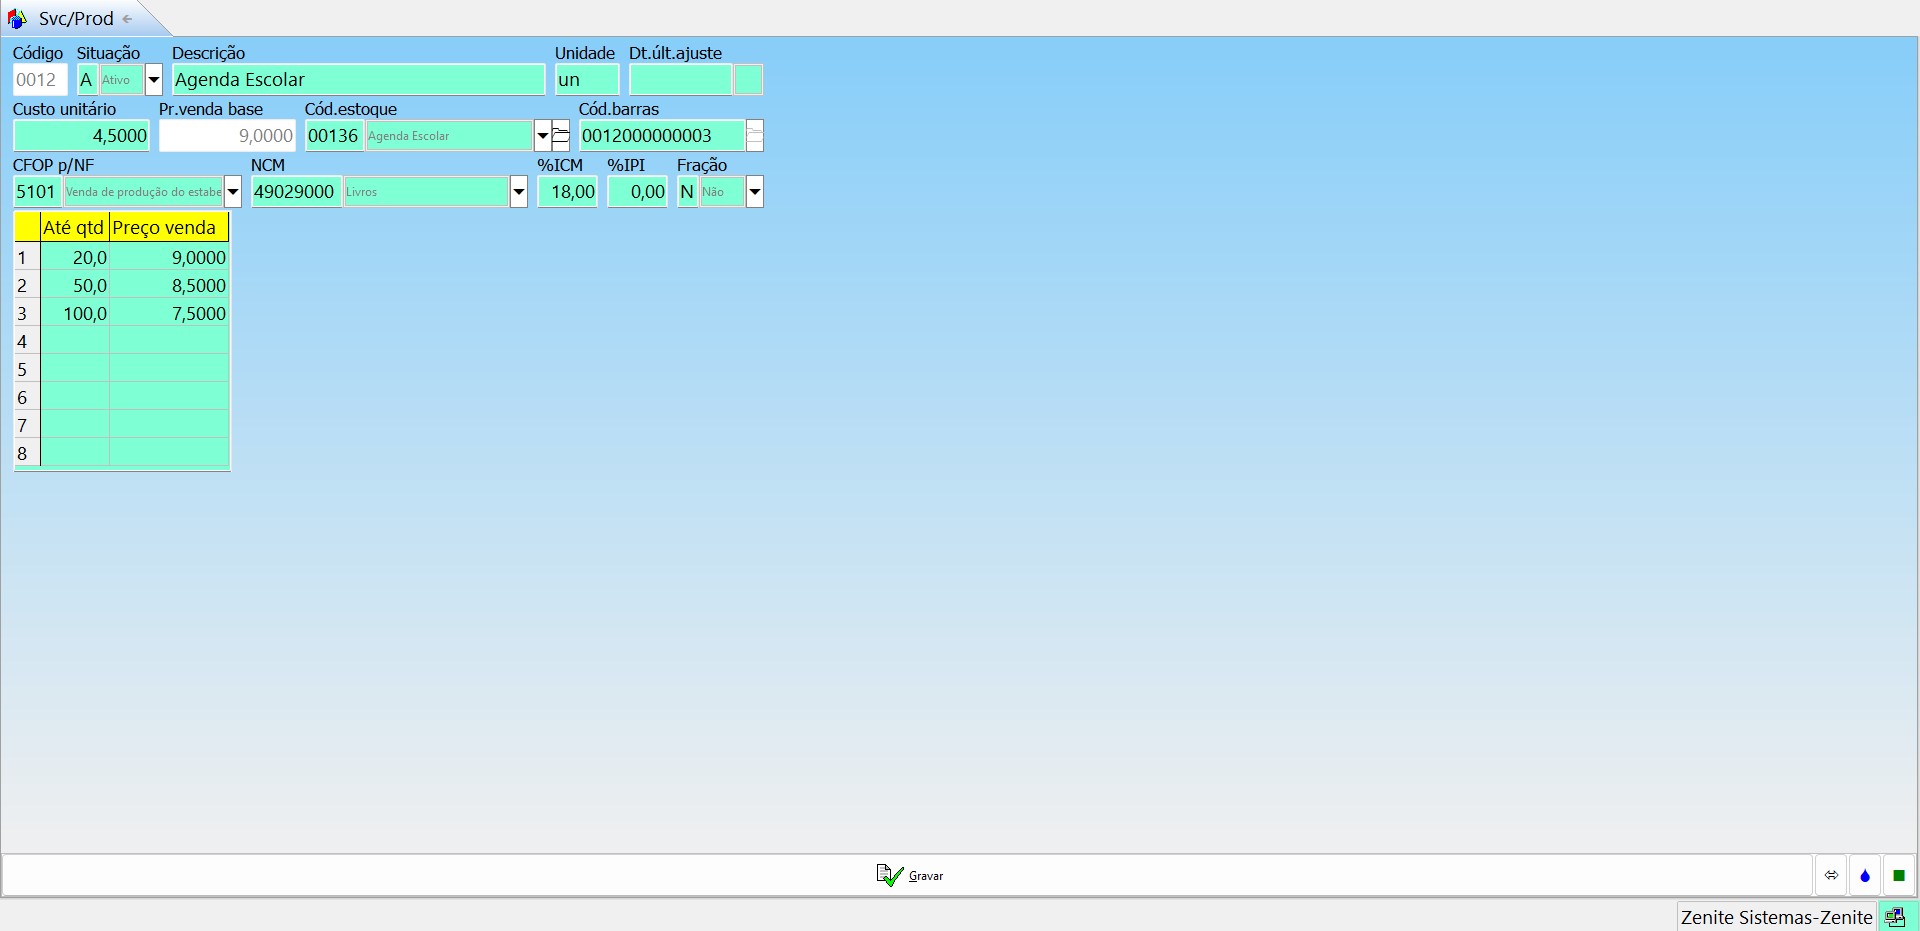 Svc/Prod
Código Situação Descrição Unidade Dt.últ.ajuste
0012 A Ativo Agenda Escolar un
Custo unitário Pr.venda base Cód.estoque Cód.barras
4,5000 9,0000 00136 Agenda Escolar 0012000000003
CFOP p/NF NCM %ICM %IPI Fração
5101 Venda de produção do estabe 49029000 Livros 18,00 0,00 N Não
Até qtd Preço venda
1 20,0 9,0000
2 50,0 8,5000
3 100,0 7,5000
4
5
6
7
8
Gravar
Zenite Sistemas-Zenite